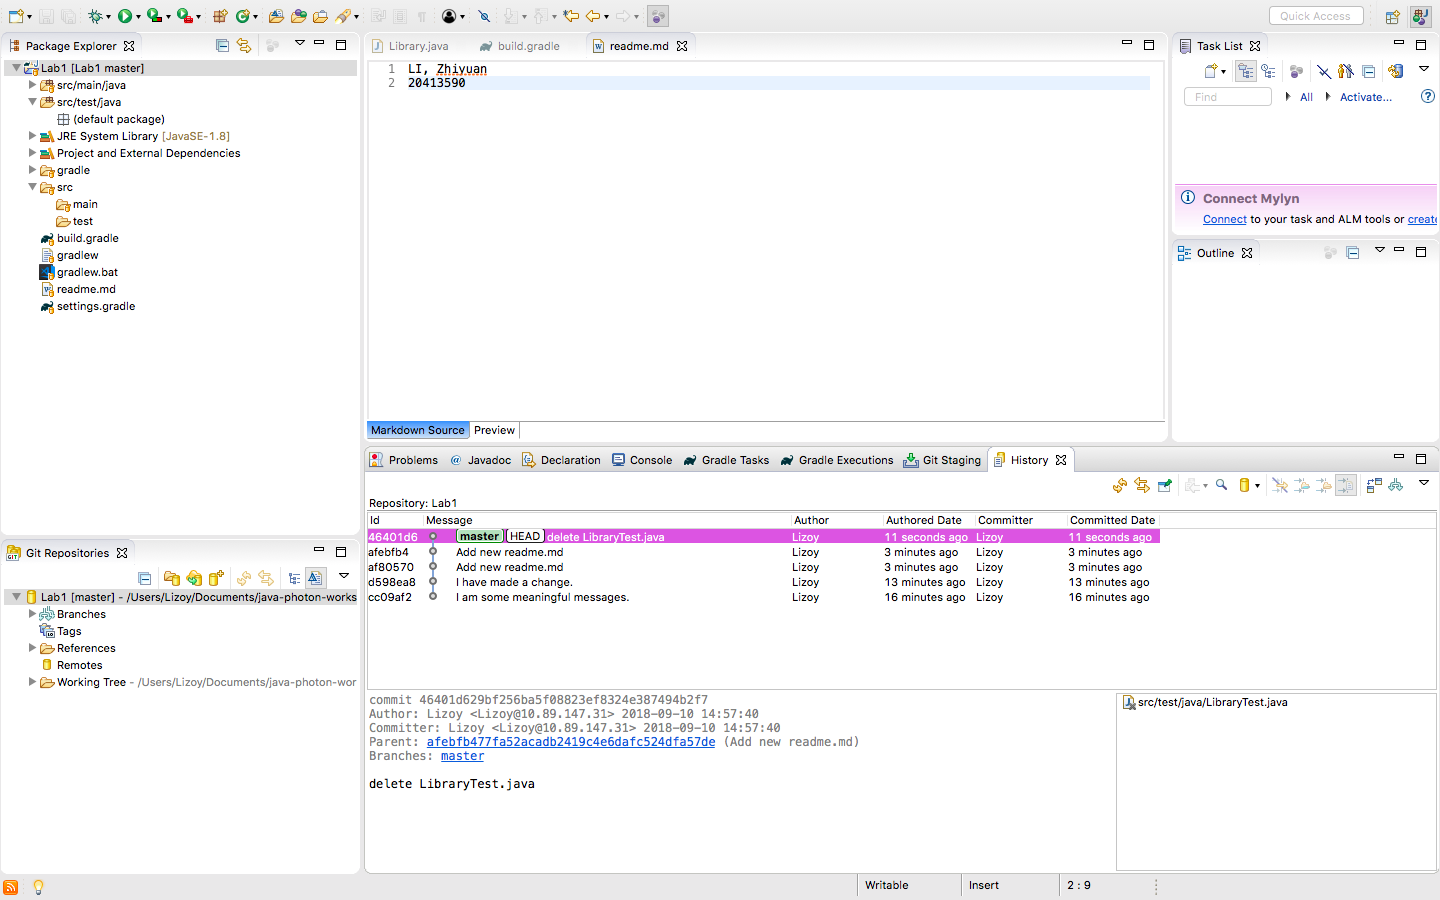 Quick Access
Package Explorer
Lab1 [Lab1 master]
src/main/java
src/test/java
(default package)
JRE System Library [JavaSE-1.8]
Project and External Dependencies
gradle
src
main
test
build.gradle
gradlew
gradlew.bat
readme.md
settings.gradle
Git Repositories
Lab1 [master] - /Users/Lizoy/Documents/java-photon-works
Branches
Tags
References
Remotes
Working Tree - /Users/Lizoy/Documents/java-photon-wor
Library.java
build.gradle
readme.md
1 LI, Zhiyuan
2 20413590
Markdown Source
Preview
Task List
Find
All
Activate...
Connect Mylyn
Connect to your task and ALM tools or create
Outline
Problems
Javadoc
Declaration
Console
Gradle Tasks
Gradle Executions
Git Staging
History
Repository: Lab1
Id Message Author Authored Date Committer Committed Date
46401d6 master HEAD delete LibraryTest.java Lizoy 11 seconds ago Lizoy 11 seconds ago
afebfb4 Add new readme.md Lizoy 3 minutes ago Lizoy 3 minutes ago
af80570 Add new readme.md Lizoy 3 minutes ago Lizoy 3 minutes ago
d598ea8 I have made a change. Lizoy 13 minutes ago Lizoy 13 minutes ago
cc09af2 I am some meaningful messages. Lizoy 16 minutes ago Lizoy 16 minutes ago
commit 46401d629bf256ba5f08823ef8324e387494b2f7
Author: Lizoy <Lizoy@10.89.147.31> 2018-09-10 14:57:40
Committer: Lizoy <Lizoy@10.89.147.31> 2018-09-10 14:57:40
Parent: afebfb477fa52acadb2419c4e6dafc524dfa57de (Add new readme.md)
Branches: master
delete LibraryTest.java
src/test/java/LibraryTest.java
Writable
Insert
2 : 9